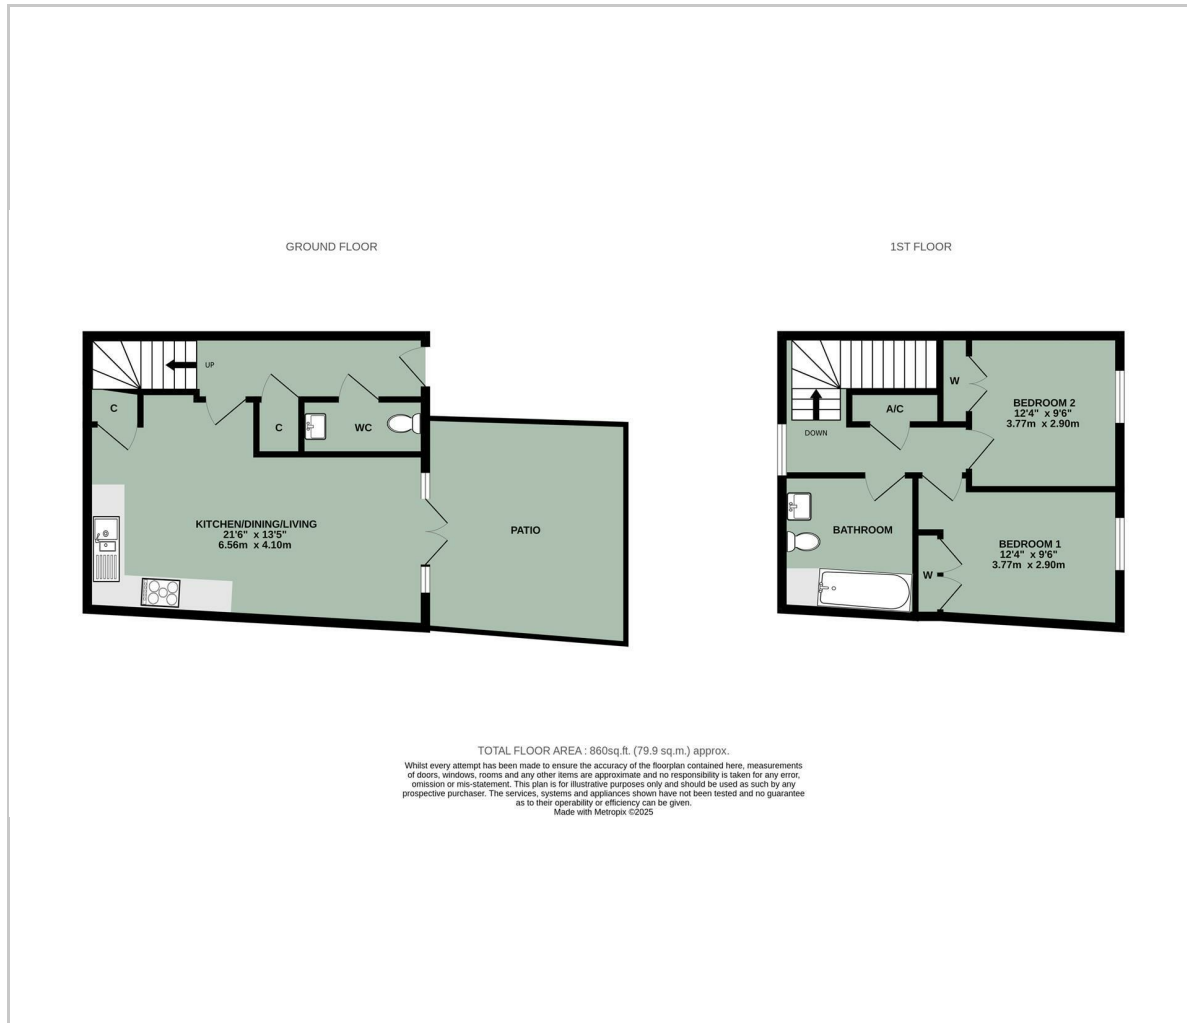 GROUND FLOOR
UP
C
C
WC
KITCHEN/DINING/LIVING
21'6" x 13'5"
6.56m x 4.10m
PATIO
1ST FLOOR
W
BEDROOM 2
12'4" x 9'6"
3.77m x 2.90m
A/C
DOWN
BATHROOM
BEDROOM 1
12'4" x 9'6"
3.77m x 2.90m
W
TOTAL FLOOR AREA : 860sq.ft. (79.9 sq.m.) approx.
Whilst every attempt has been made to ensure the accuracy of the floorplan contained here, measurements
of doors, windows, rooms and any other items are approximate and no responsibility is taken for any error,
omission or mis-statement. This plan is for illustrative purposes only and should be used as such by any
prospective purchaser. The services, systems and appliances shown have not been tested and no guarantee
as to their operability or efficiency can be given.
Made with Metropix ©2025